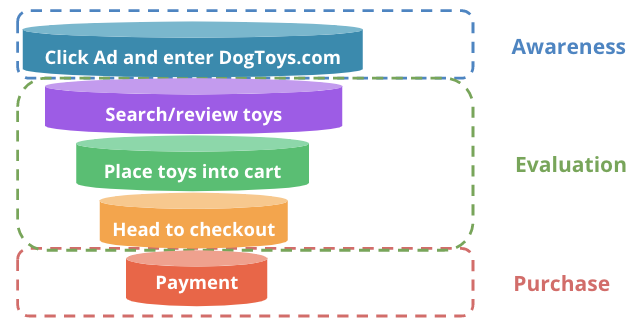 Click Ad and enter DogToys.com
Awareness
Search/review toys
Place toys into cart
Evaluation
Head to checkout
Payment
Purchase